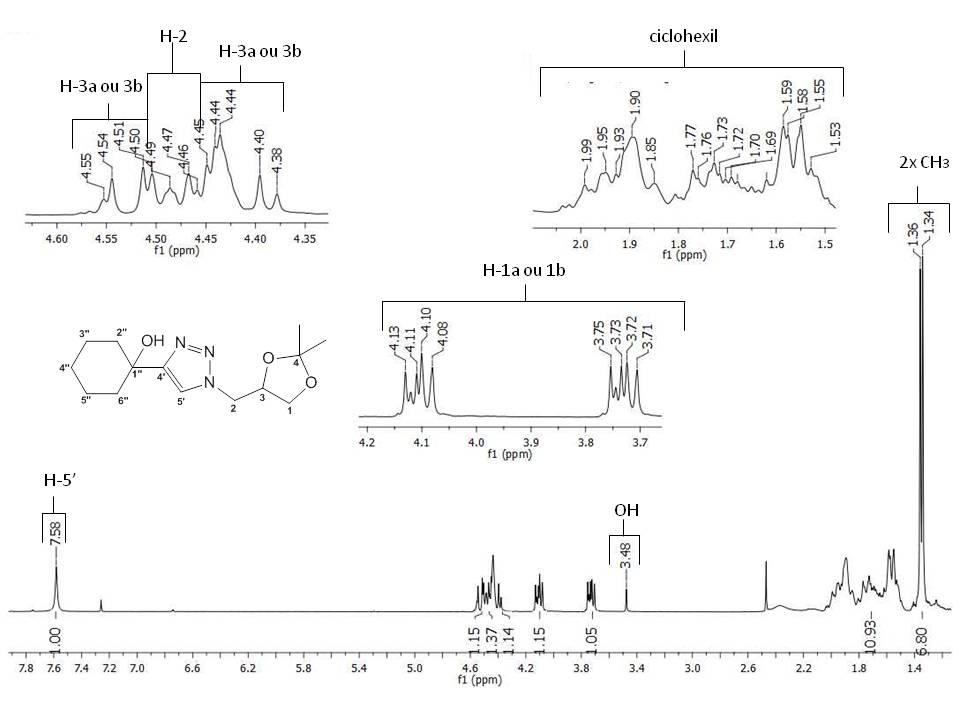 H-2
H-3a ou 3b
H-3a ou 3b
4.55
4.54
4.51
4.50
4.49
4.47
4.46
4.45
4.44
4.44
4.40
4.38
4.60 4.55 4.50 4.45 4.40 4.35
f1 (ppm)
ciclohexil
1.99
1.95
1.93
1.90
1.85
1.77
1.76
1.73
1.72
1.70
1.69
1.59
1.58
1.55
1.53
2.0 1.9 1.8 1.7 1.6 1.5
f1 (ppm)
2x CH3
1.36
1.34
H-1a ou 1b
4.13
4.11
4.10
4.08
3.75
3.73
3.72
3.71
4.2 4.1 4.0 3.9 3.8 3.7
f1 (ppm)
3'' 2'' OH N N
4'' 1'' 4' N O 4
5'' 6'' 5' 2 3 O
1
H-5′
7.58
OH
3.48
1.00
1.15
1.37
1.14
1.15
1.05
10.93
6.80
7.8 7.4 7.0 6.6 6.2 5.8 5.4 5.0 4.6 4.2 3.8 3.4 3.0 2.6 2.2 1.8 1.4
f1 (ppm)